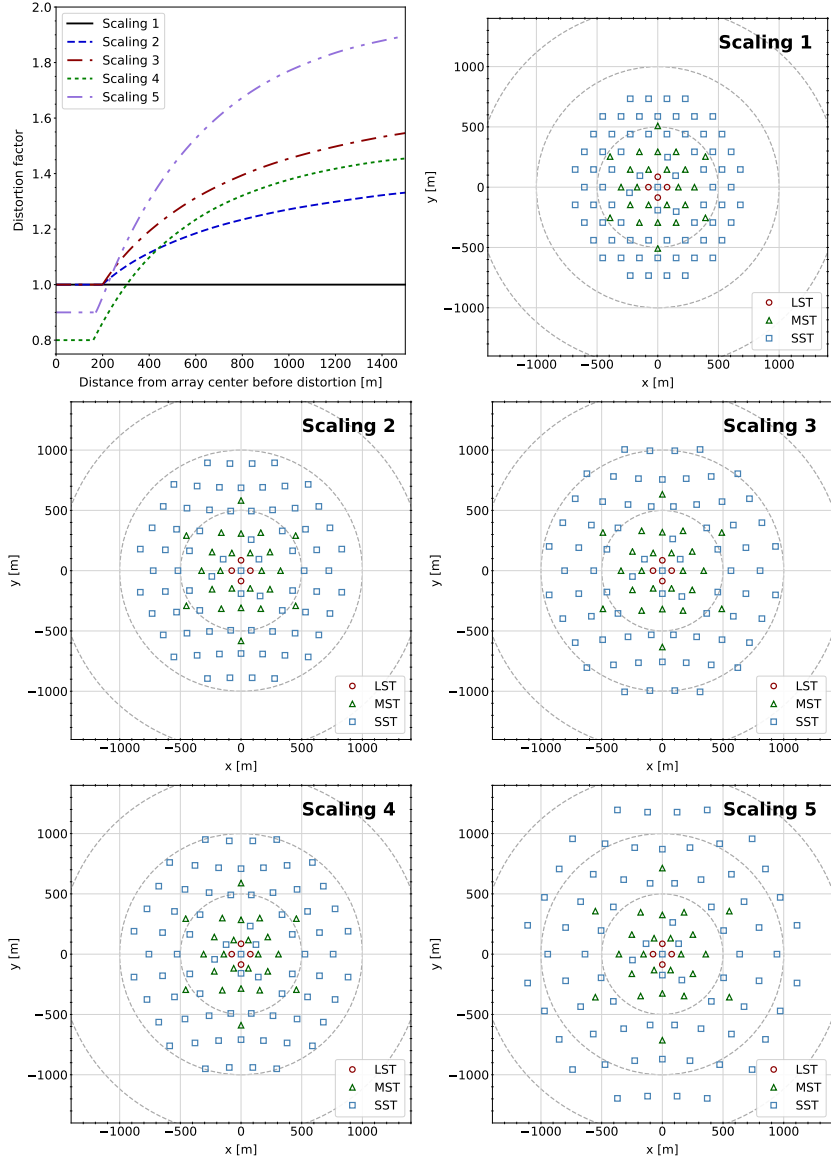 2.0
1.8
1.6
1.4
1.2
1.0
0.8
Distortion factor
Scaling 1
Scaling 2
Scaling 3
Scaling 4
Scaling 5
0 200 400 600 800 1000 1200 1400
Distance from array center before distortion [m]
Scaling 1
1000
500
0
−500
−1000
y [m]
LST
MST
SST
−1000 −500 0 500 1000
x [m]
Scaling 2
1000
500
0
−500
−1000
y [m]
LST
MST
SST
−1000 −500 0 500 1000
x [m]
Scaling 3
1000
500
0
−500
−1000
y [m]
LST
MST
SST
−1000 −500 0 500 1000
x [m]
Scaling 4
1000
500
0
−500
−1000
y [m]
LST
MST
SST
−1000 −500 0 500 1000
x [m]
Scaling 5
1000
500
0
−500
−1000
y [m]
LST
MST
SST
−1000 −500 0 500 1000
x [m]